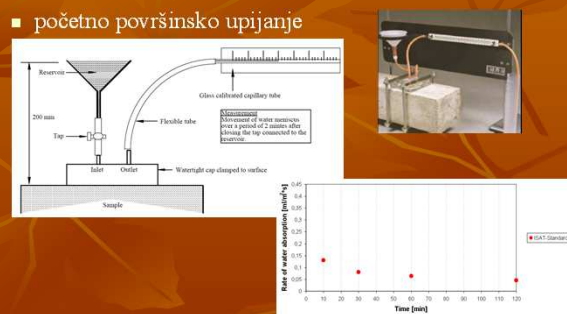 početno površinsko upijanje
Reservoir
200 mm
Tap
Inlet
Outlet
Sample
Flexible tube
Glass calibrated capillary tube
Measurement
Movement of water meniscus
over a period of 2 mintes after
closing the tap connected to the
reservoir.
Watertight cap clamped to surface
Rate of water absorption [ml/m²s]
0,45
0,4
0,35
0,3
0,25
0,2
0,15
0,1
0,05
0
0 10 20 30 40 50 60 70 80 90 100 110 120
Time [min]
ISAT-Standard